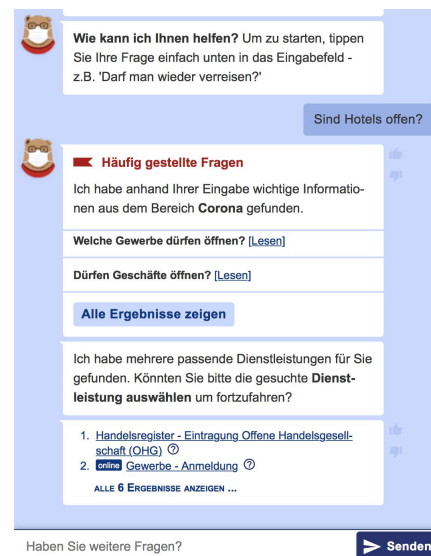 Wie kann ich Ihnen helfen? Um zu starten, tippen
Sie Ihre Frage einfach unten in das Eingabefeld -
z.B. 'Darf man wieder verreisen?'
Sind Hotels offen?
Häufig gestellte Fragen
Ich habe anhand Ihrer Eingabe wichtige Informatio-
nen aus dem Bereich Corona gefunden.
Welche Gewerbe dürfen öffnen? [Lesen]
Dürfen Geschäfte öffnen? [Lesen]
Alle Ergebnisse zeigen
Ich habe mehrere passende Dienstleistungen für Sie
gefunden. Könnten Sie bitte die gesuchte Dienst-
leistung auswählen um fortzufahren?
1. Handelsregister - Eintragung Offene Handelsgesell-
schaft (OHG) ?
2. online Gewerbe - Anmeldung ?
ALLE 6 ERGEBNISSE ANZEIGEN ...
Haben Sie weitere Fragen?
Senden